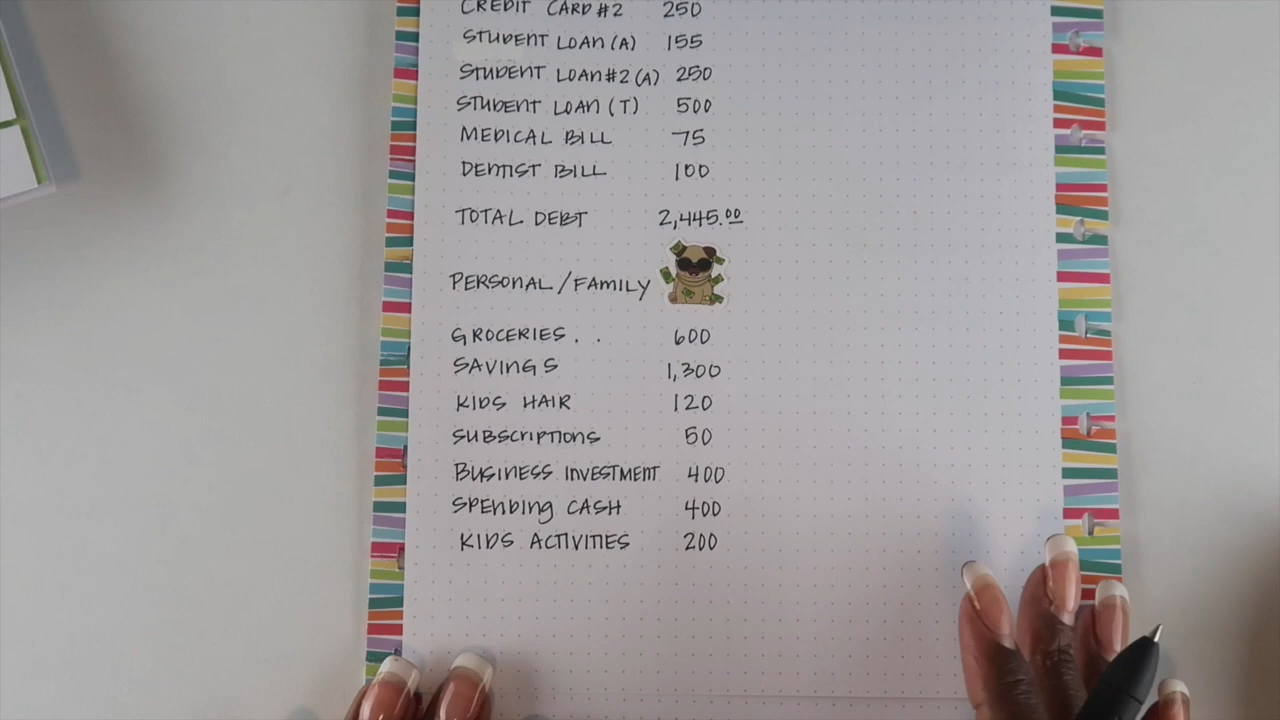 CREDIT CARD #2 250
STUDENT LOAN (A) 155
STUDENT LOAN #2 (A) 250
STUDENT LOAN (T) 500
MEDICAL BILL 75
DENTIST BILL 100
TOTAL DEBT 2,445.00
PERSONAL / FAMILY
GROCERIES . . 600
SAVINGS 1,300
KIDS HAIR 120
SUBSCRIPTIONS 50
BUSINESS INVESTMENT 400
SPENDING CASH 400
KIDS ACTIVITIES 200